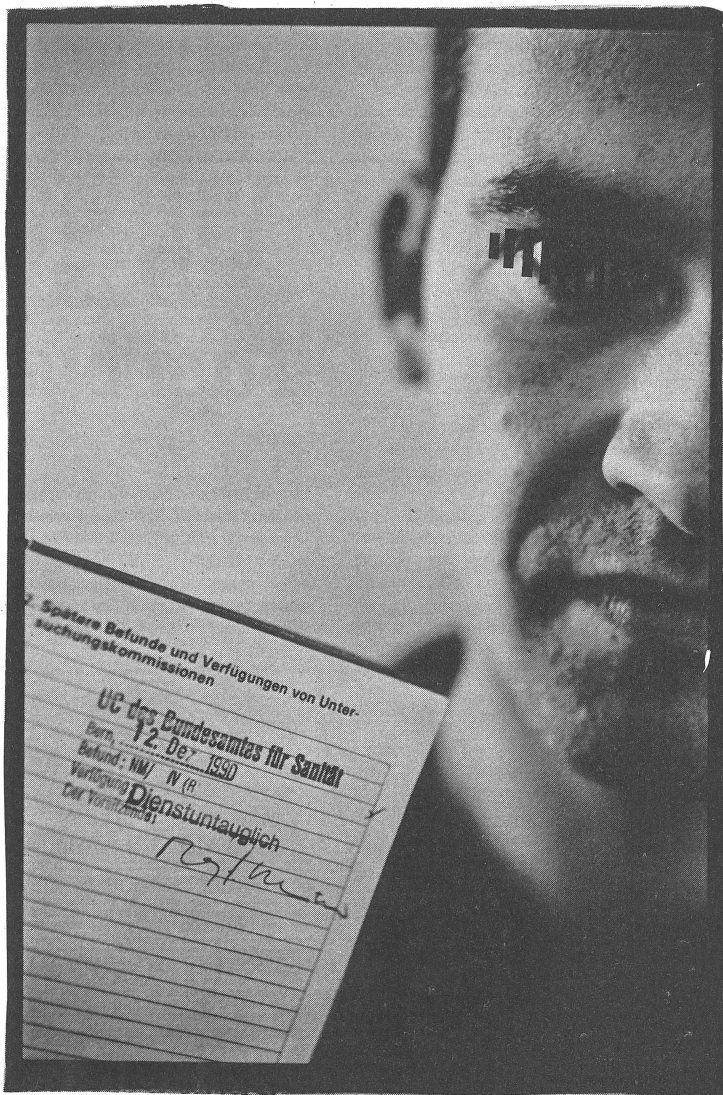 7. Spätere Befunde und Verfügungen von Unter-
suchungskommissionen
UC des Bundesamtes für Sanität
Bern, 12. Dez. 1990
Befund: NM/ IV (R
Verfügung Dienstuntauglich
Der Vorsitzende: